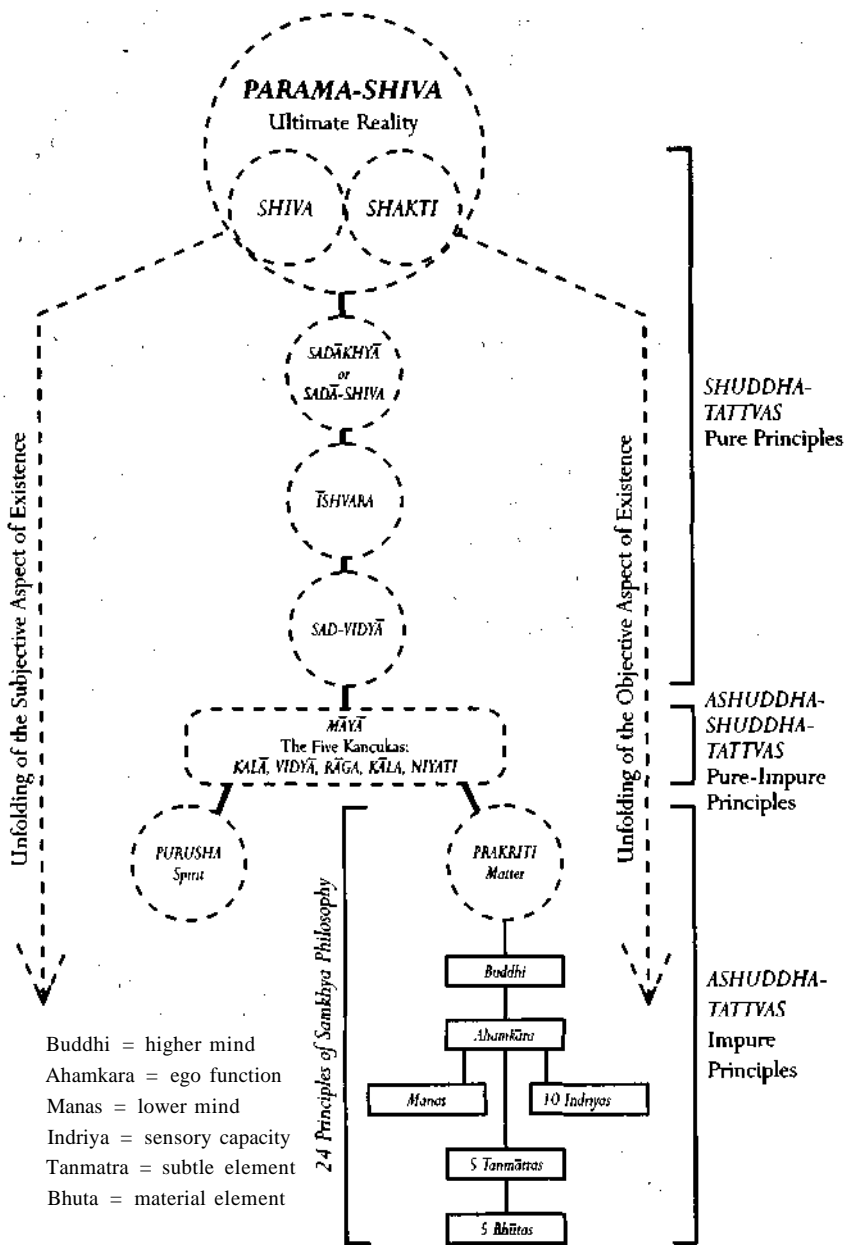 PARAMA-SHIVA
Ultimate Reality
SHIVA
SHAKTI
SADĀKHYĀ
or
SADĀ-SHIVA
ĪSHVARA
SAD-VIDYĀ
MĀYĀ
The Five Kancukas:
KALĀ, VIDYĀ, RĀGA, KĀLA, NIYATI
PURUSHA
Spirit
PRAKRITI
Matter
Buddhi
Ahamkāra
Manas
10 Indriyas
5 Tanmātras
5 Bhūtas
Unfolding of the Subjective Aspect of Existence
Unfolding of the Objective Aspect of Existence
24 Principles of Samkhya Philosophy
SHUDDHA-
TATTVAS
Pure Principles
ASHUDDHA-
SHUDDHA-
TATTVAS
Pure-Impure
Principles
ASHUDDHA-
TATTVAS
Impure
Principles
Buddhi = higher mind
Ahamkara = ego function
Manas = lower mind
Indriya = sensory capacity
Tanmatra = subtle element
Bhuta = material element